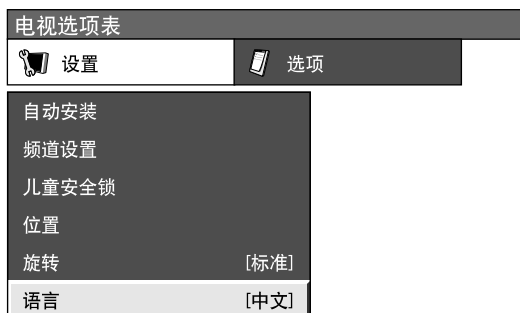 电视选项表
设置 选项
自动安装
频道设置
儿童安全锁
位置
旋转 [标准]
语言 [中文]